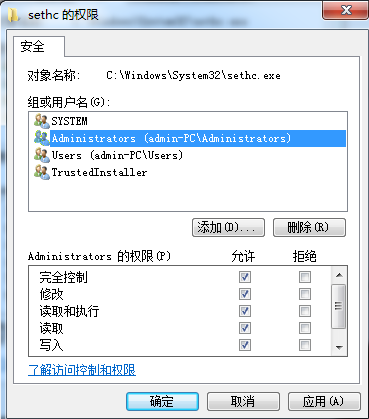 sethc 的权限
安全
对象名称: C:\Windows\System32\sethc.exe
组或用户名(G):
SYSTEM
Administrators (admin-PC\Administrators)
Users (admin-PC\Users)
TrustedInstaller
添加(D)... 删除(R)
Administrators 的权限(P) 允许 拒绝
完全控制
修改
读取和执行
读取
写入
了解访问控制和权限
确定 取消 应用(A)